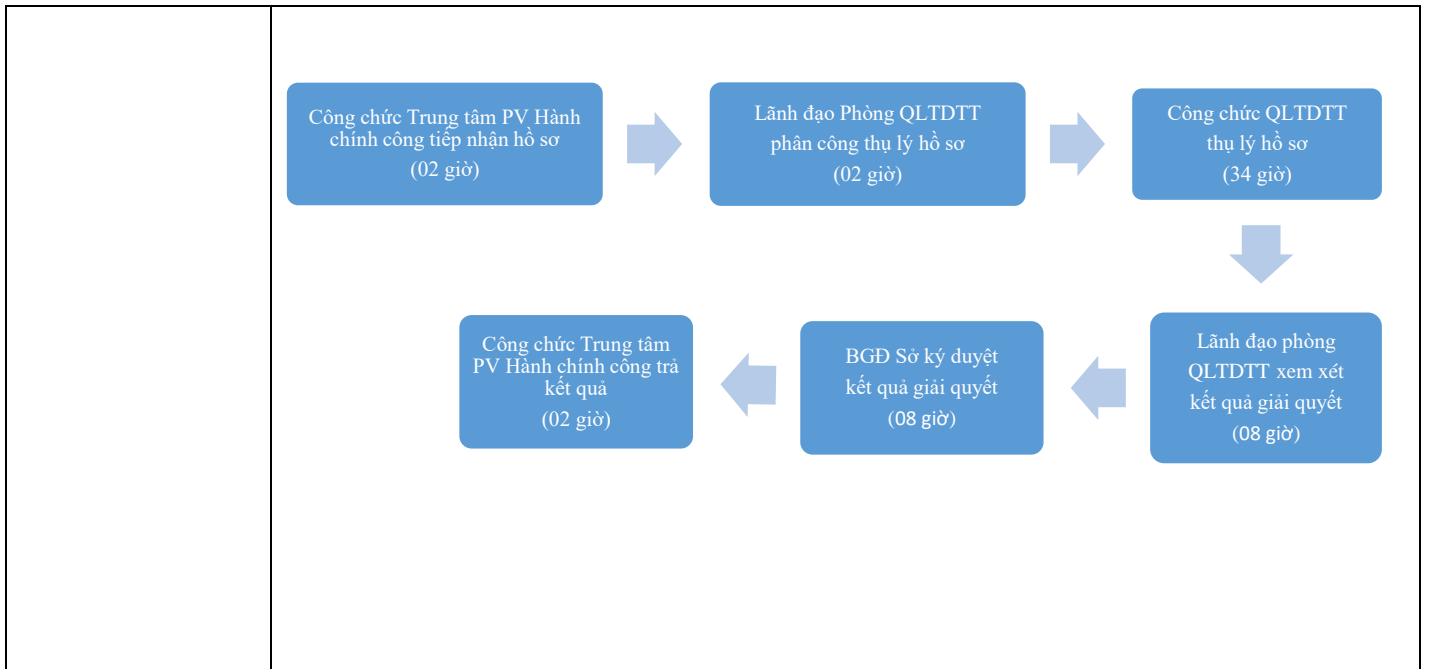 Công chức Trung tâm PV Hành
chính công tiếp nhận hồ sơ
(02 giờ)
Lãnh đạo Phòng QLTDTT
phân công thụ lý hồ sơ
(02 giờ)
Công chức QLTDTT
thụ lý hồ sơ
(34 giờ)
Lãnh đạo phòng
QLTDTT xem xét
kết quả giải quyết
(08 giờ)
BGĐ Sở ký duyệt
kết quả giải quyết
(08 giờ)
Công chức Trung tâm
PV Hành chính công trả
kết quả
(02 giờ)